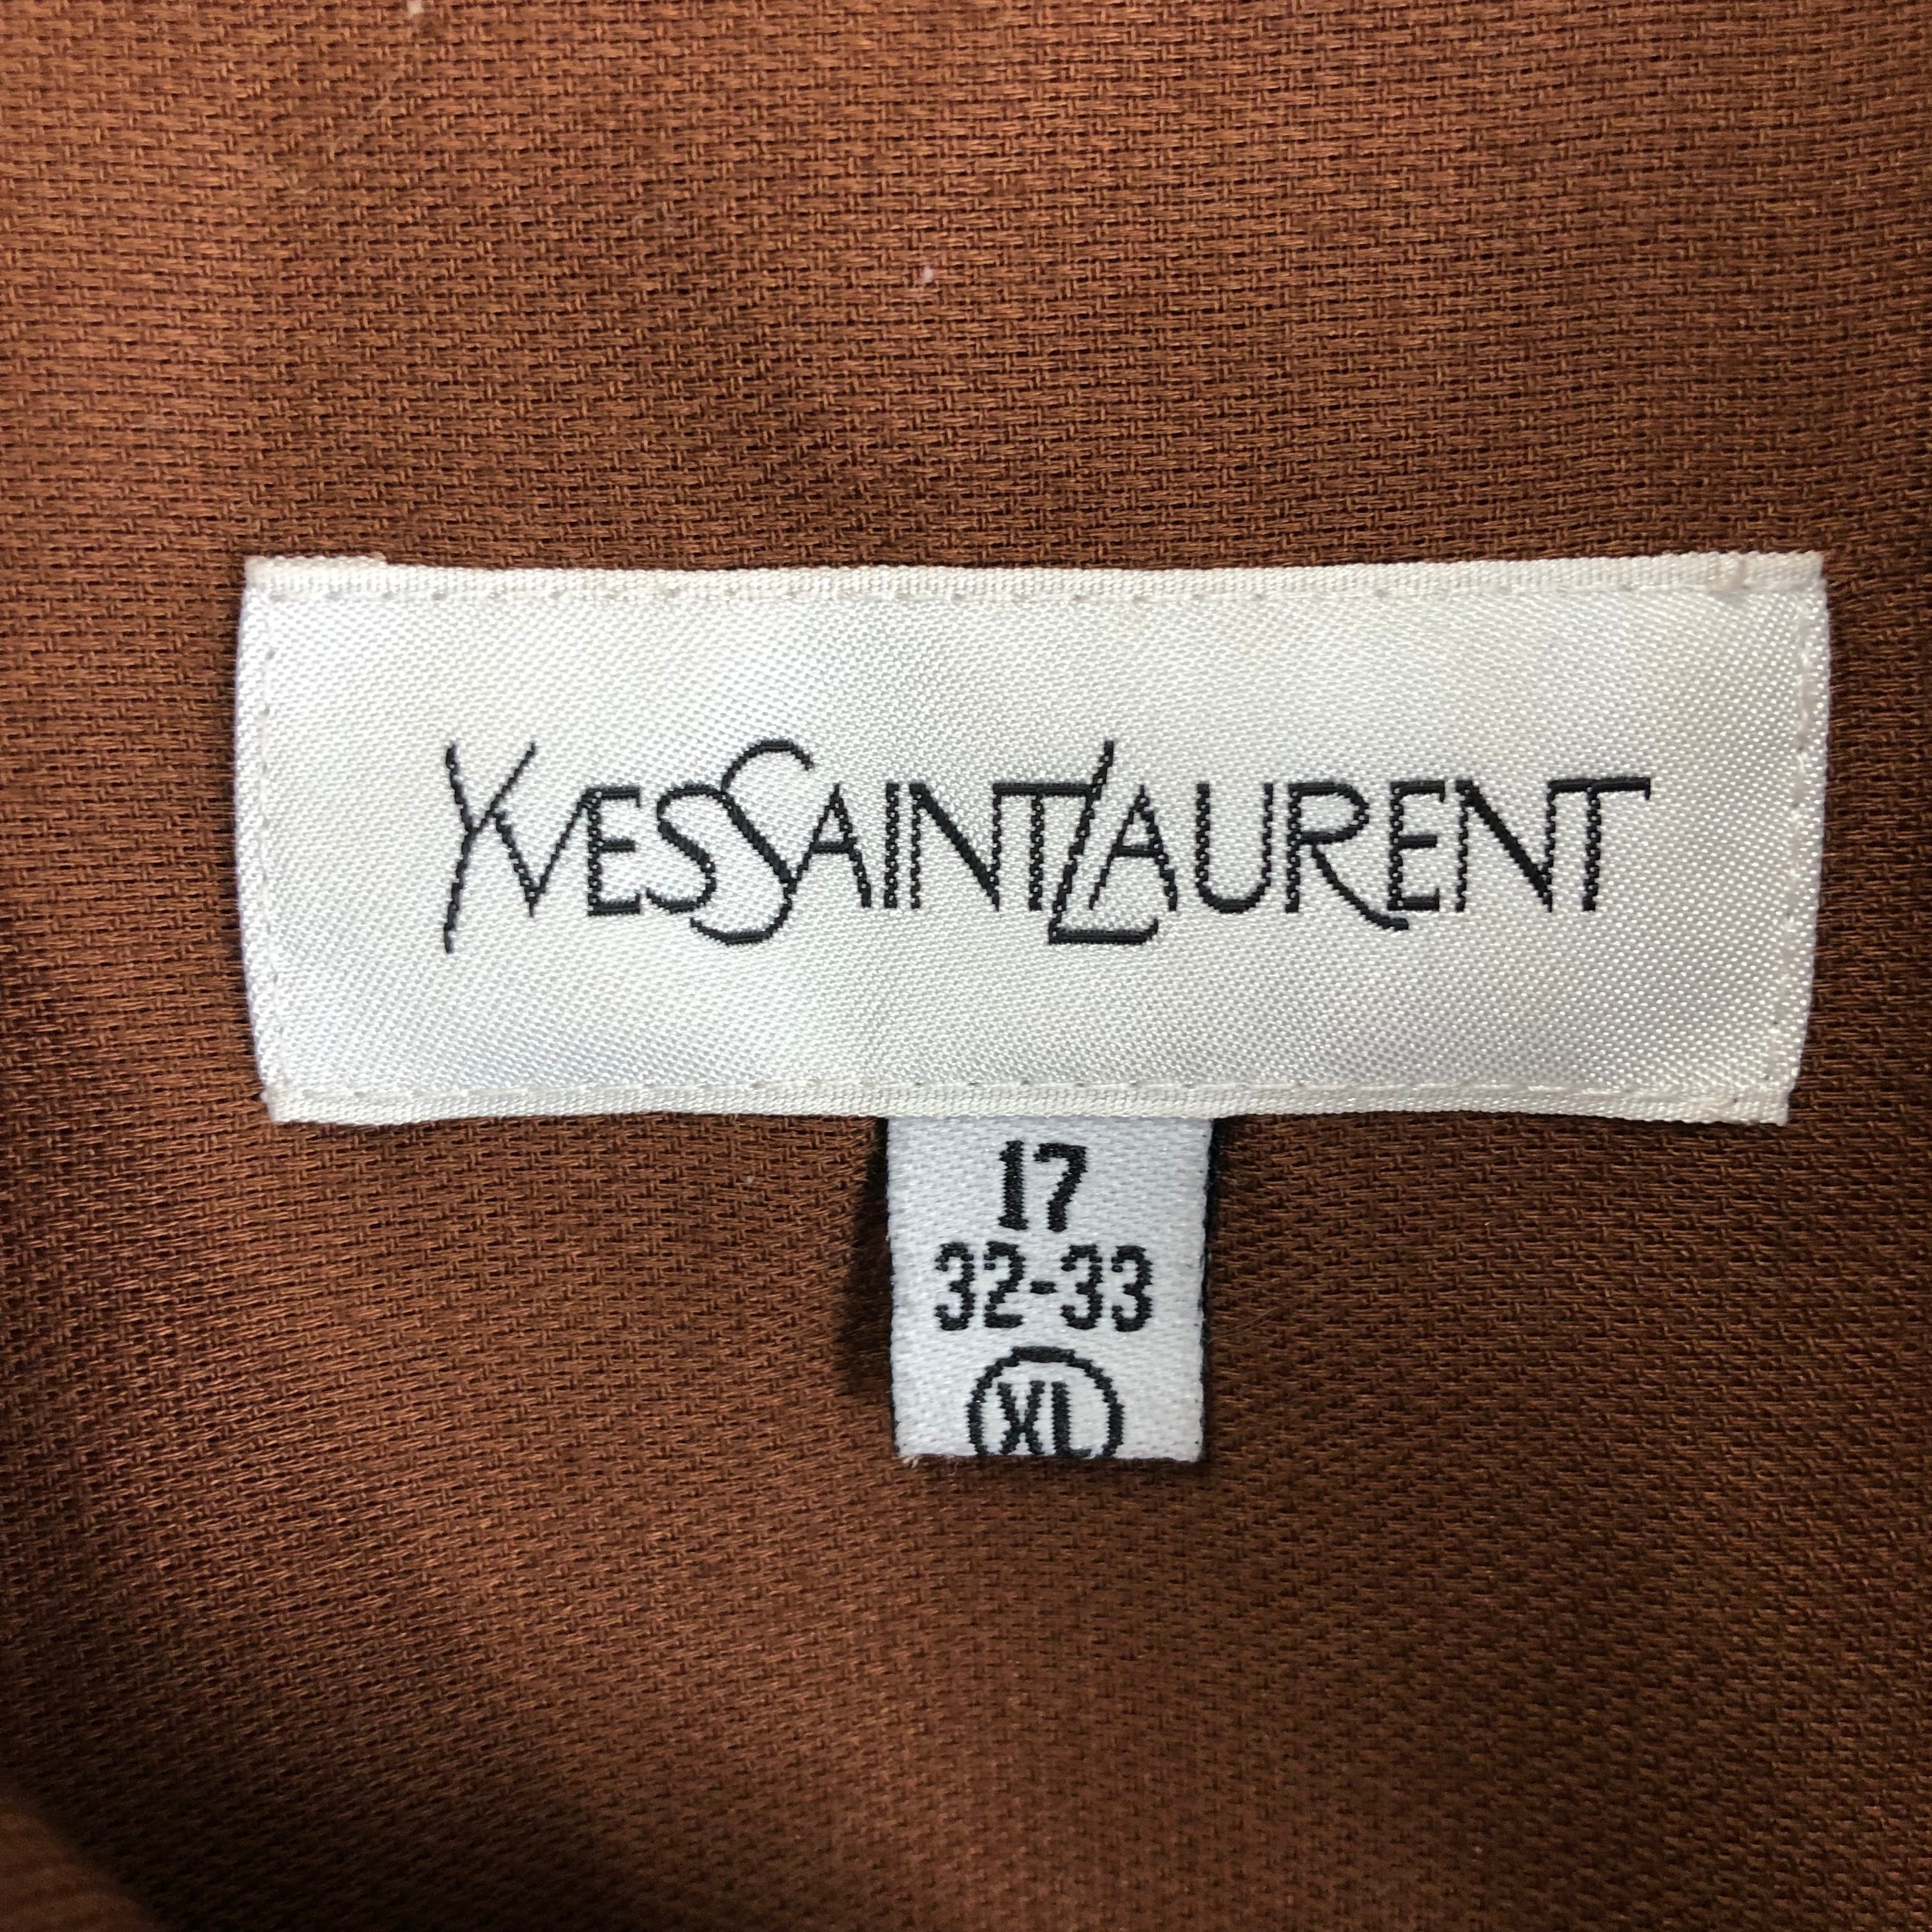 YVESSAINTLAURENT
17
32-33
XL